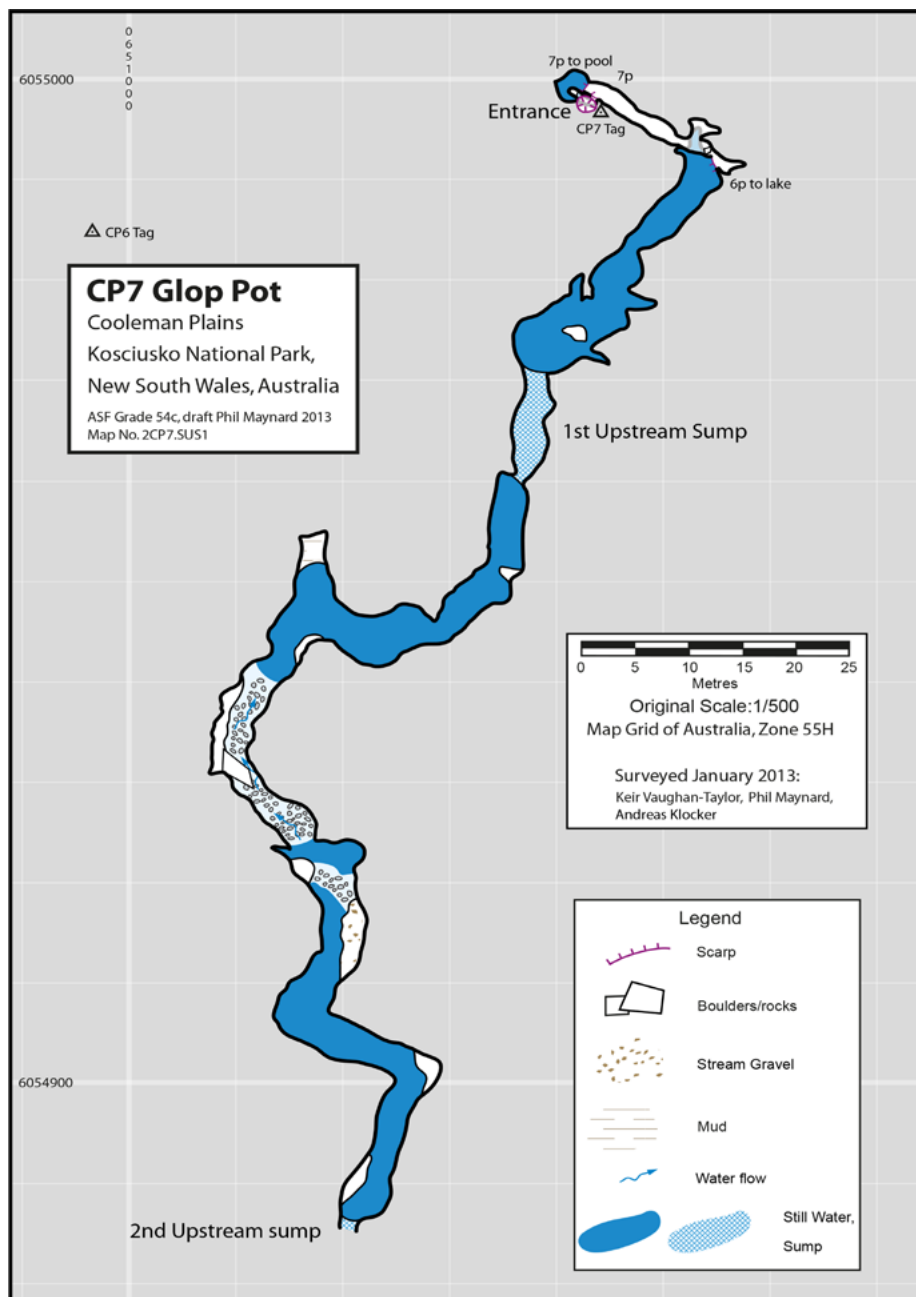 0
6
5
1
0
0
0
6055000
7p to pool
7p
Entrance
CP7 Tag
6p to lake
CP6 Tag
CP7 Glop Pot
Cooleman Plains
Kosciusko National Park,
New South Wales, Australia
ASF Grade 54c, draft Phil Maynard 2013
Map No. 2CP7.SUS1
1st Upstream Sump
0 5 10 15 20 25
Metres
Original Scale:1/500
Map Grid of Australia, Zone 55H
Surveyed January 2013:
Keir Vaughan-Taylor, Phil Maynard,
Andreas Klocker
Legend
Scarp
Boulders/rocks
Stream Gravel
Mud
Water flow
Still Water,
Sump
6054900
2nd Upstream sump